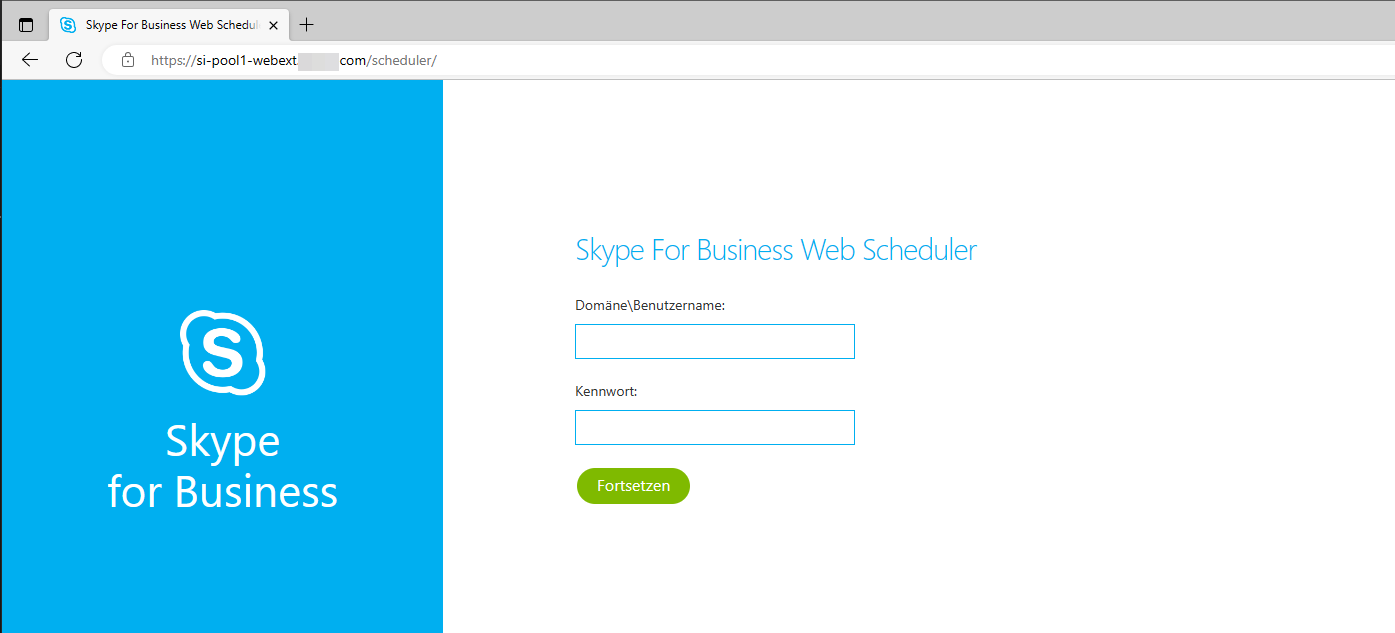 Skype For Business Web Schedul
https://si-pool1-webext. com/scheduler/
Skype
for Business
Skype For Business Web Scheduler
Domäne\Benutzername:
Kennwort:
Fortsetzen